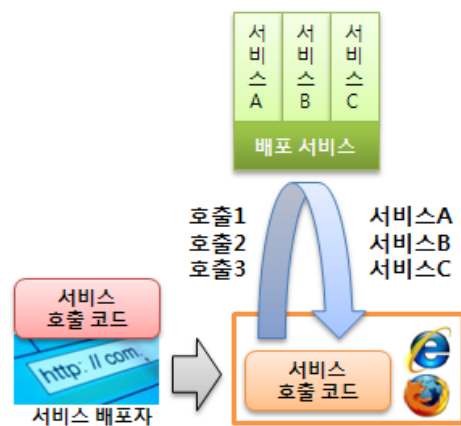 서비스A
서비스B
서비스C
배포 서비스
호출1
호출2
호출3
서비스A
서비스B
서비스C
서비스
호출 코드
http: // com.
서비스 배포자
서비스
호출 코드